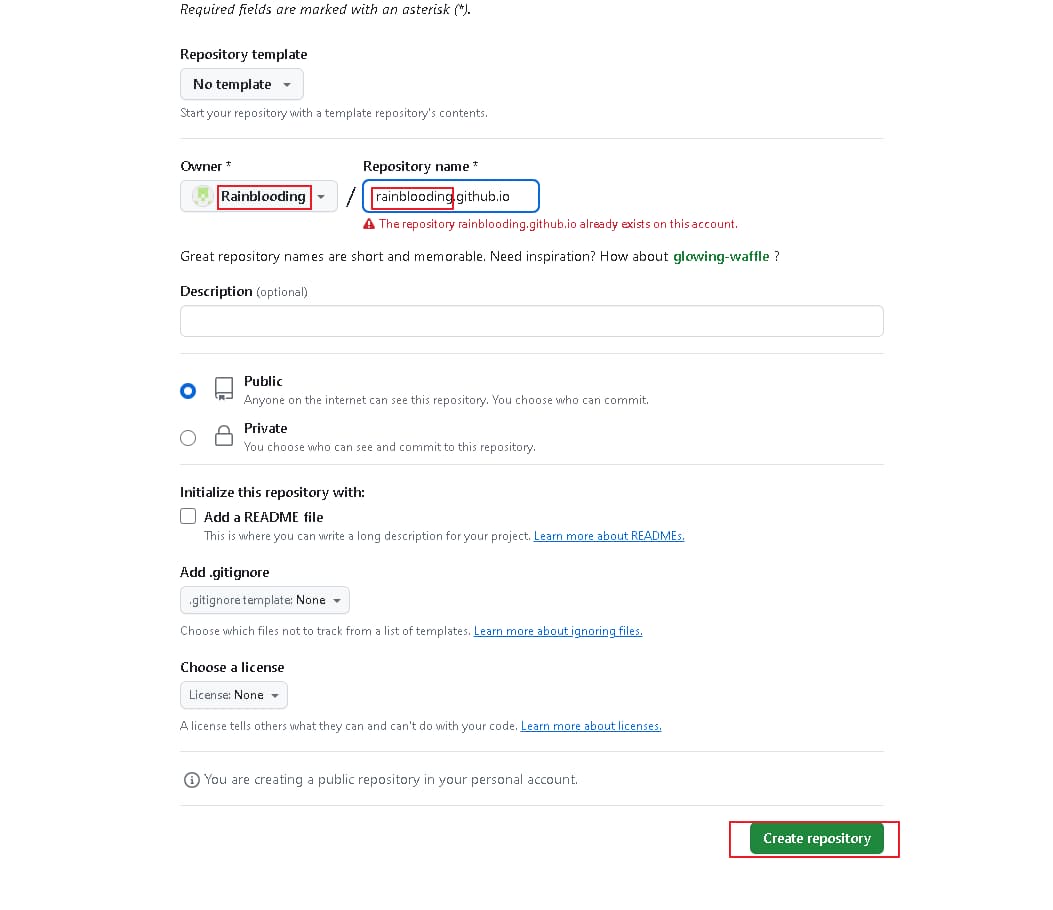 Required fields are marked with an asterisk (*).
Repository template
No template
Start your repository with a template repository's contents.
Owner *
Repository name *
Rainblooding
/
rainblooding.github.io
The repository rainblooding.github.io already exists on this account.
Great repository names are short and memorable. Need inspiration? How about glowing-waffle ?
Description (optional)
Public
Anyone on the internet can see this repository. You choose who can commit.
Private
You choose who can see and commit to this repository.
Initialize this repository with:
Add a README file
This is where you can write a long description for your project. Learn more about READMEs.
Add .gitignore
.gitignore template: None
Choose which files not to track from a list of templates. Learn more about ignoring files.
Choose a license
License: None
A license tells others what they can and can't do with your code. Learn more about licenses.
You are creating a public repository in your personal account.
Create repository